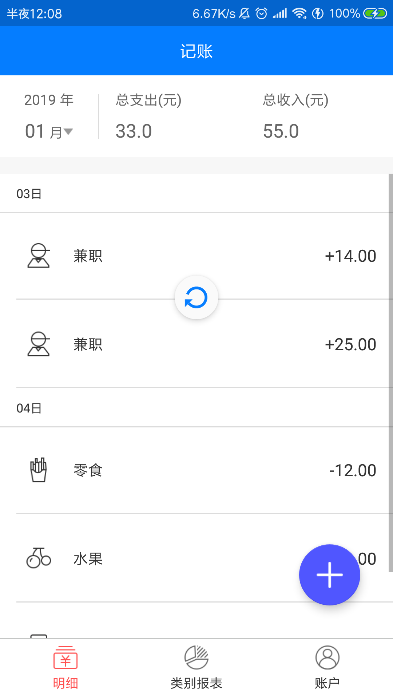 半夜12:08 6.67K/s 100%
记账
2019 年 总支出(元) 总收入(元)
01 月 33.0 55.0
03日
兼职 +14.00
兼职 +25.00
04日
零食 -12.00
水果 .00
明细 类别报表 账户